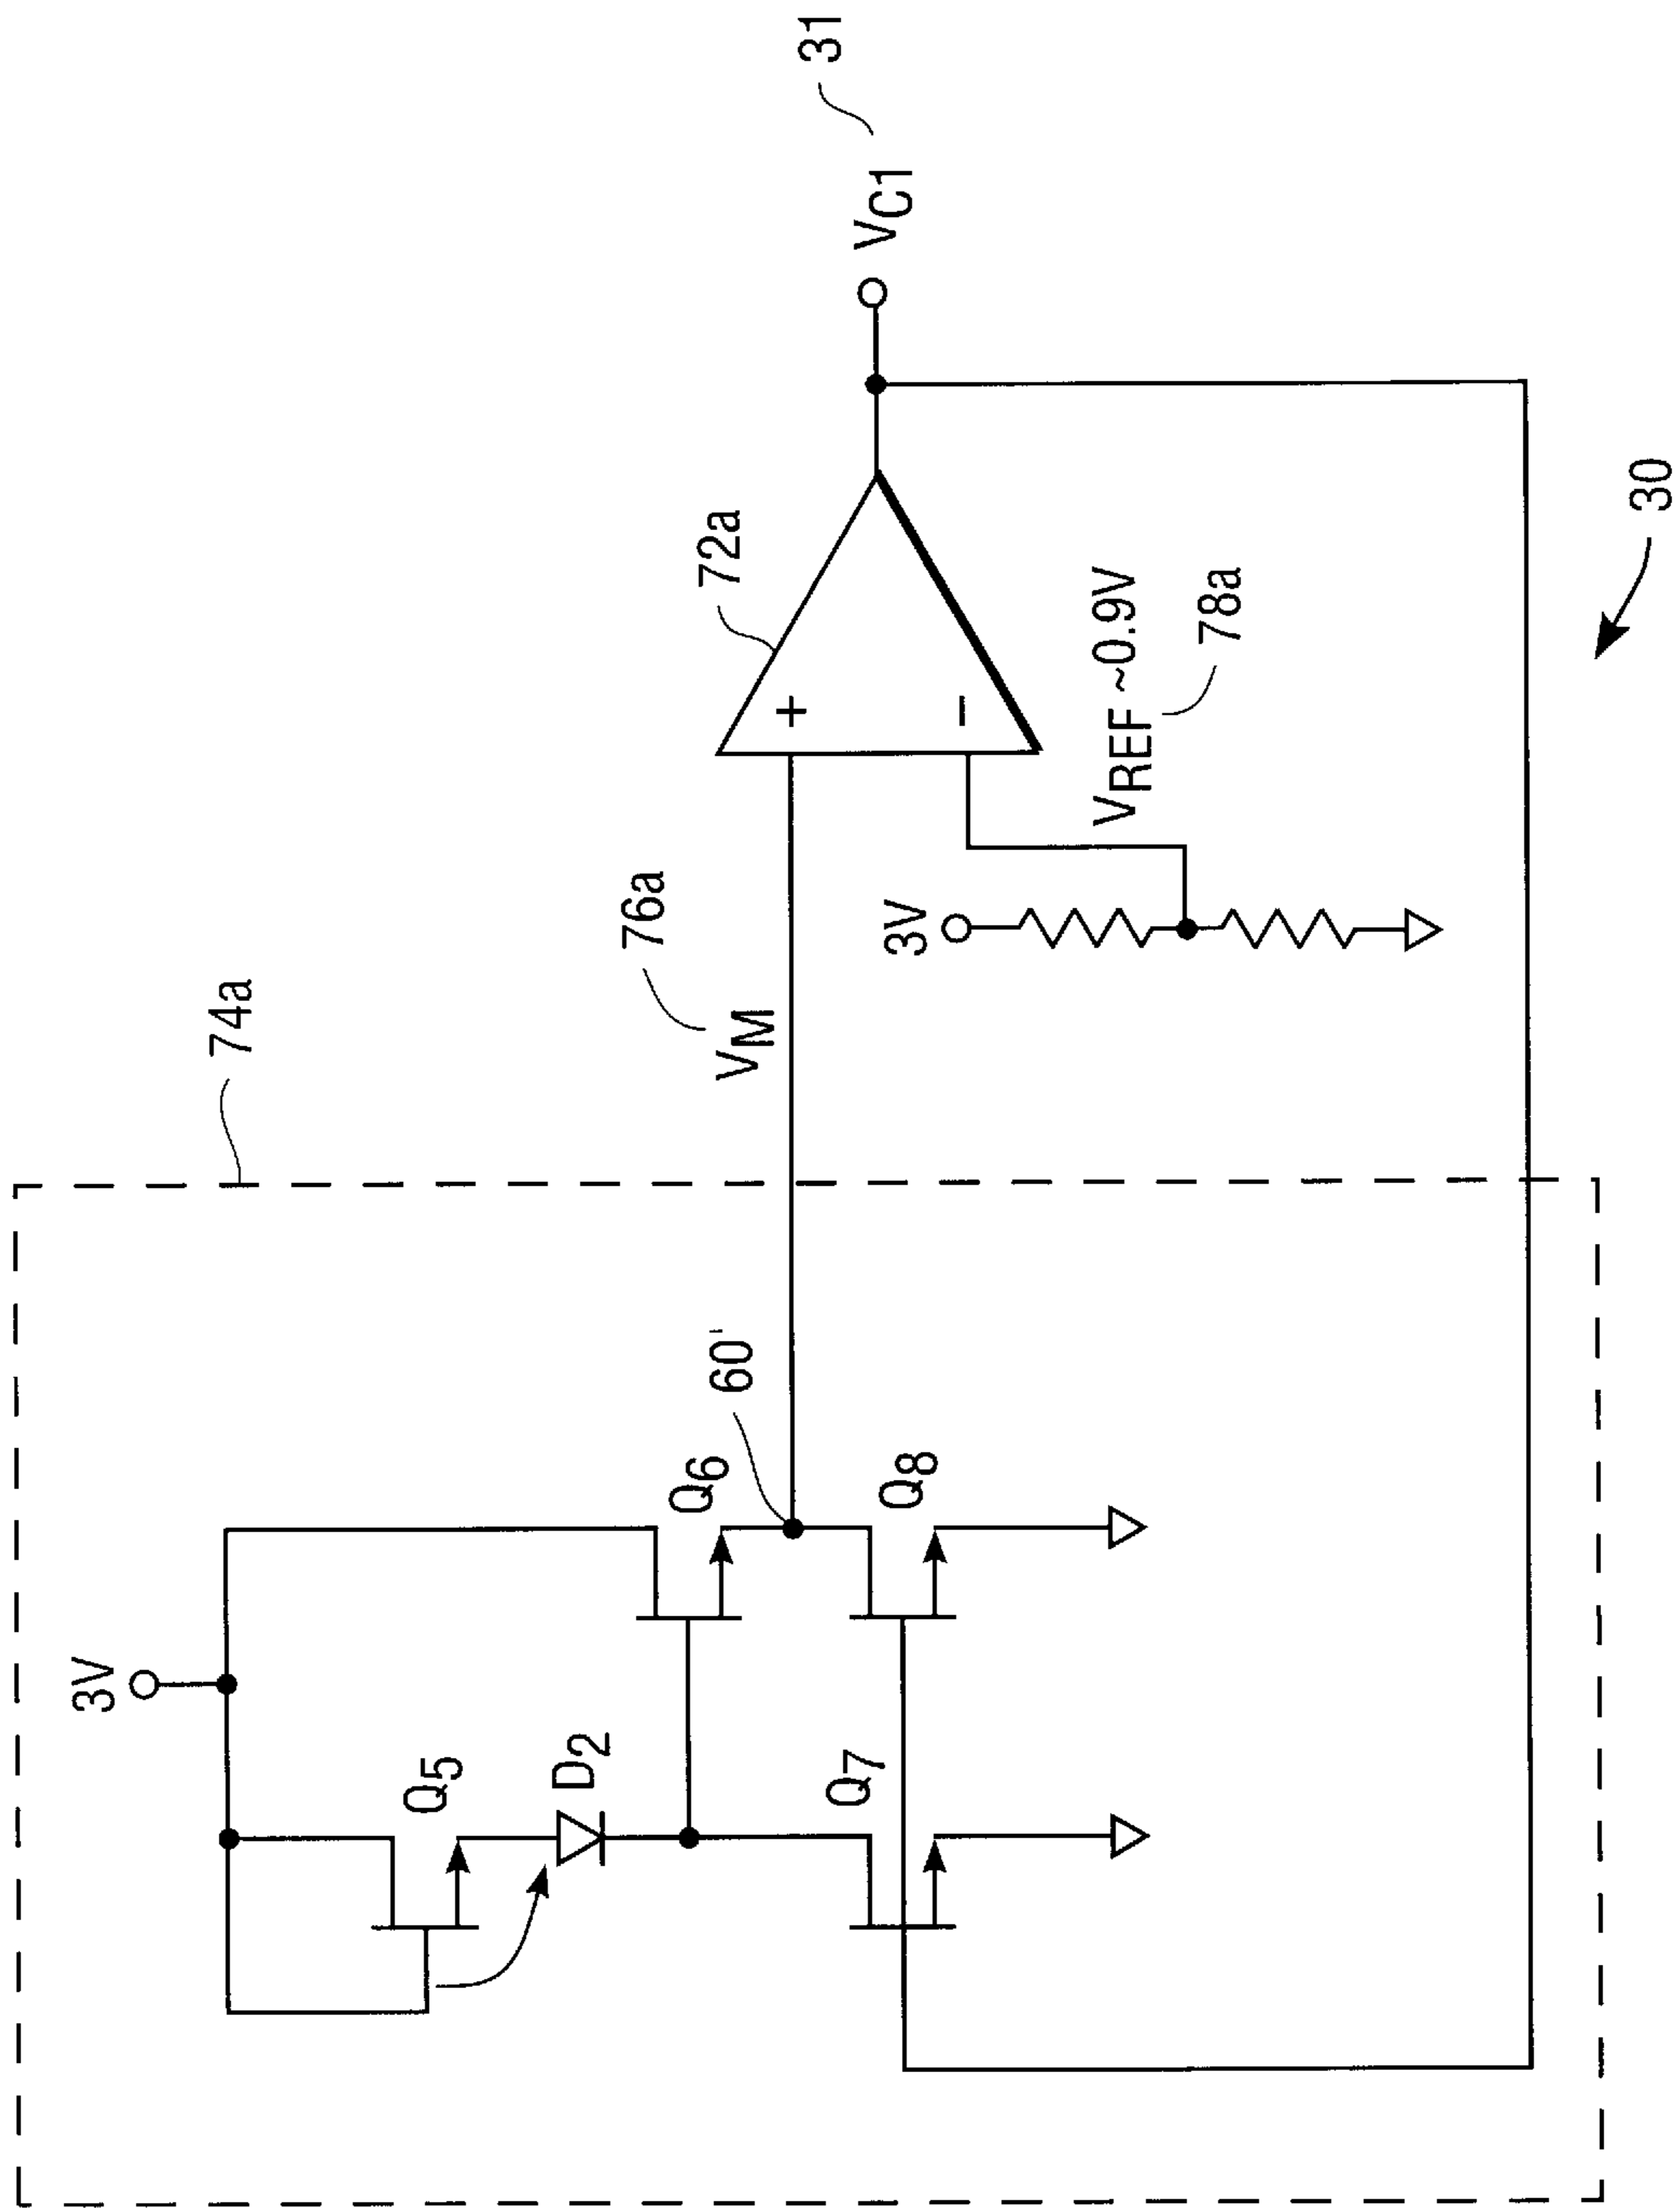 74a
3V
Q5
D2
Q6
60'
Q7
Q8
VM
76a
72a
+
−
3V
VREF ~0.9V
78a
VC1
31
30